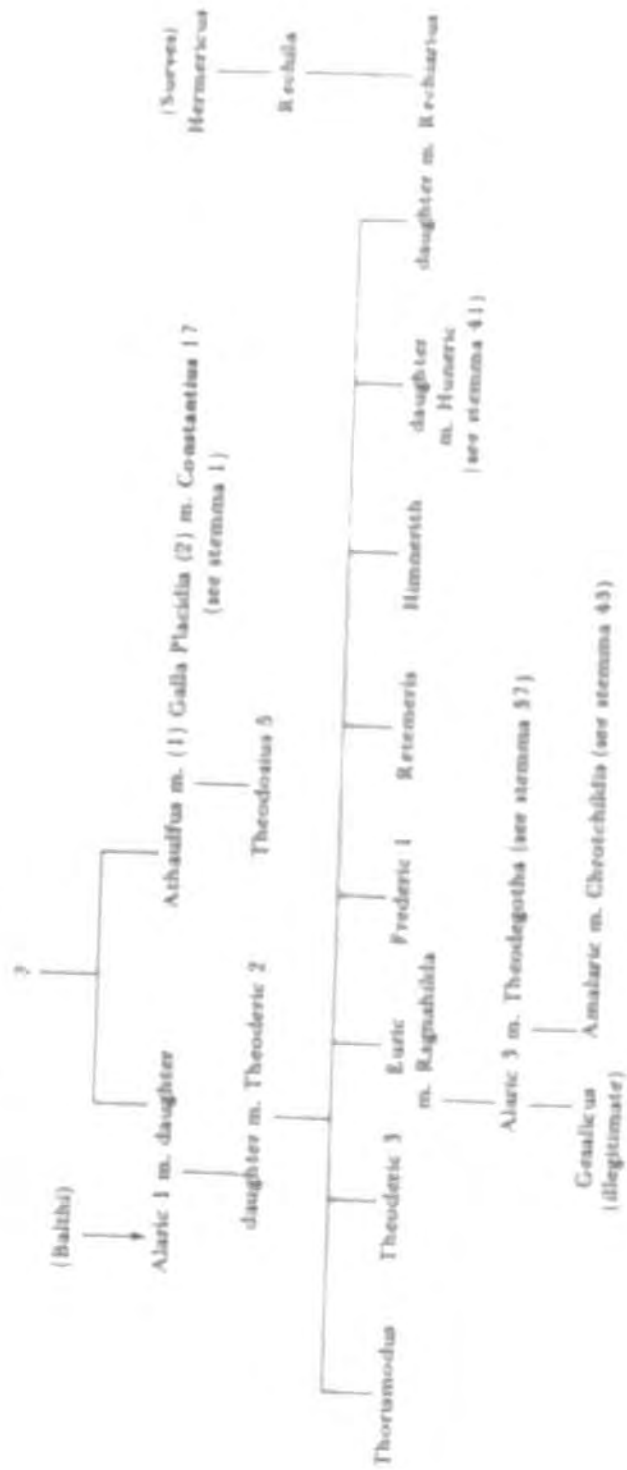 ?
(Balthi)
Alaric 1 m. daughter
Athaulfus m. (1) Galla Placidia (2) m. Constantius 17
(see stemma 1)
(Sueves)
Hermericus
daughter m. Theoderic 2
Theodosius 5
Rechila
Thorismodus
Theoderic 3
Euric
m. Ragnahilda
Frederic 1
Retemeris
Himnerith
daughter
m. Huneric
(see stemma 41)
daughter m. Rechiarius
Alaric 3 m. Theodegotha (see stemma 37)
Gesalicus
(illegitimate)
Amalaric m. Chrotchildis (see stemma 43)